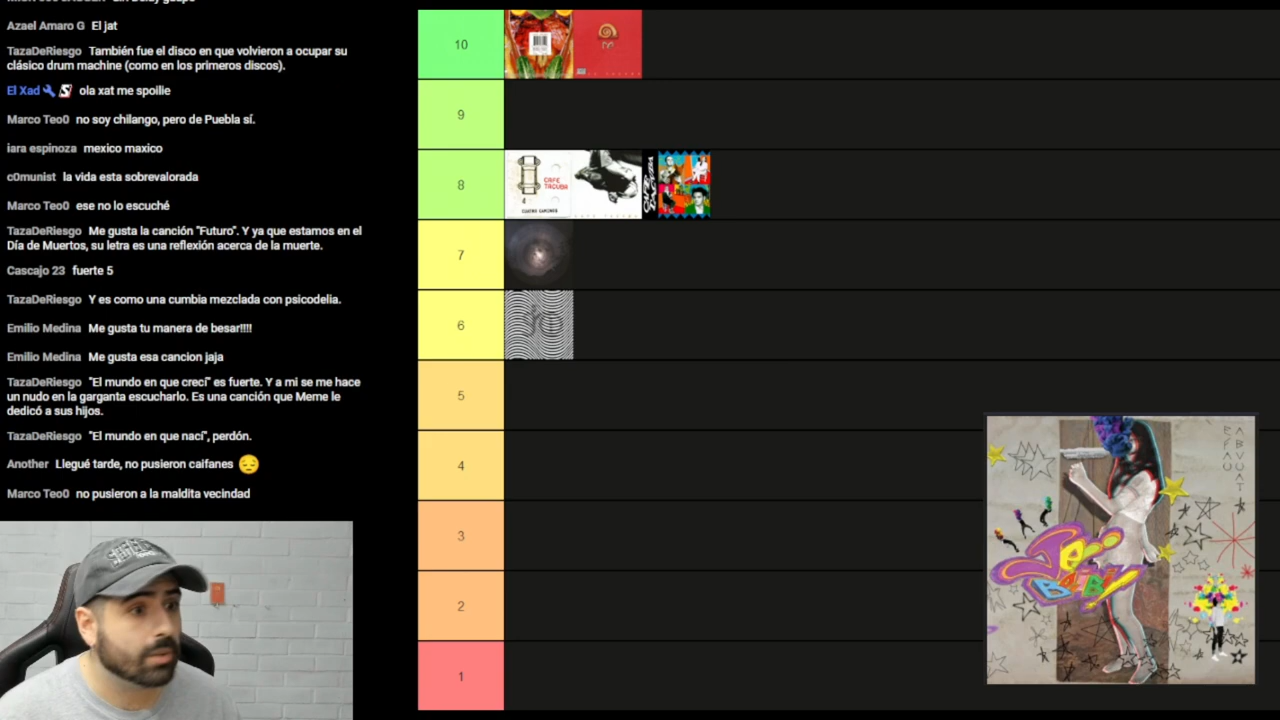 Azael Amaro G El jat
TazaDeRiesgo También fue el disco en que volvieron a ocupar su
clásico drum machine (como en los primeros discos).
El Xad ola xat me spoilie
Marco Teo0 no soy chilango, pero de Puebla sí.
iara espinoza mexico maxico
c0munist la vida esta sobrevalorada
Marco Teo0 ese no lo escuché
TazaDeRiesgo Me gusta la canción "Futuro". Y ya que estamos en el
Día de Muertos, su letra es una reflexión acerca de la muerte.
Cascajo 23 fuerte 5
TazaDeRiesgo Y es como una cumbia mezclada con psicodelia.
Emilio Medina Me gusta tu manera de besar!!!!
Emilio Medina Me gusta esa cancion jaja
TazaDeRiesgo "El mundo en que crecí" es fuerte. Y a mi se me hace
un nudo en la garganta escucharlo. Es una canción que Meme le
dedicó a sus hijos.
TazaDeRiesgo "El mundo en que nací", perdón.
Another Llegué tarde, no pusieron caifanes
Marco Teo0 no pusieron a la maldita vecindad
10
9
8
CAFE
TACUBA
CUATRO CAMINOS
CAFE TACUBA
7
6
5
4
3
2
1
Jei
Beibi